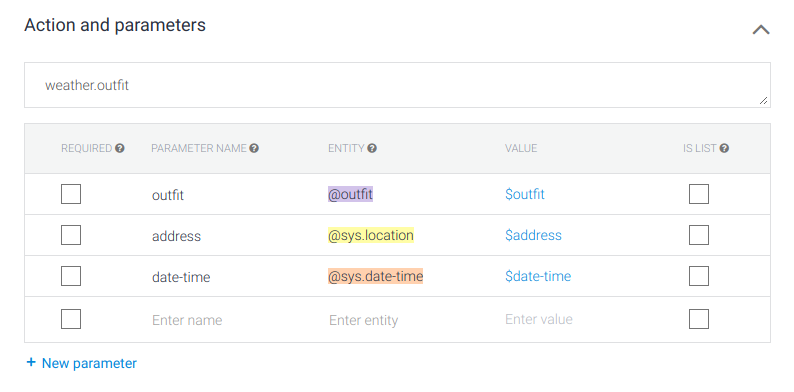 Action and parameters
weather.outfit
REQUIRED ? PARAMETER NAME ? ENTITY ? VALUE IS LIST ?
outfit @outfit $outfit
address @sys.location $address
date-time @sys.date-time $date-time
Enter name Enter entity Enter value
+ New parameter